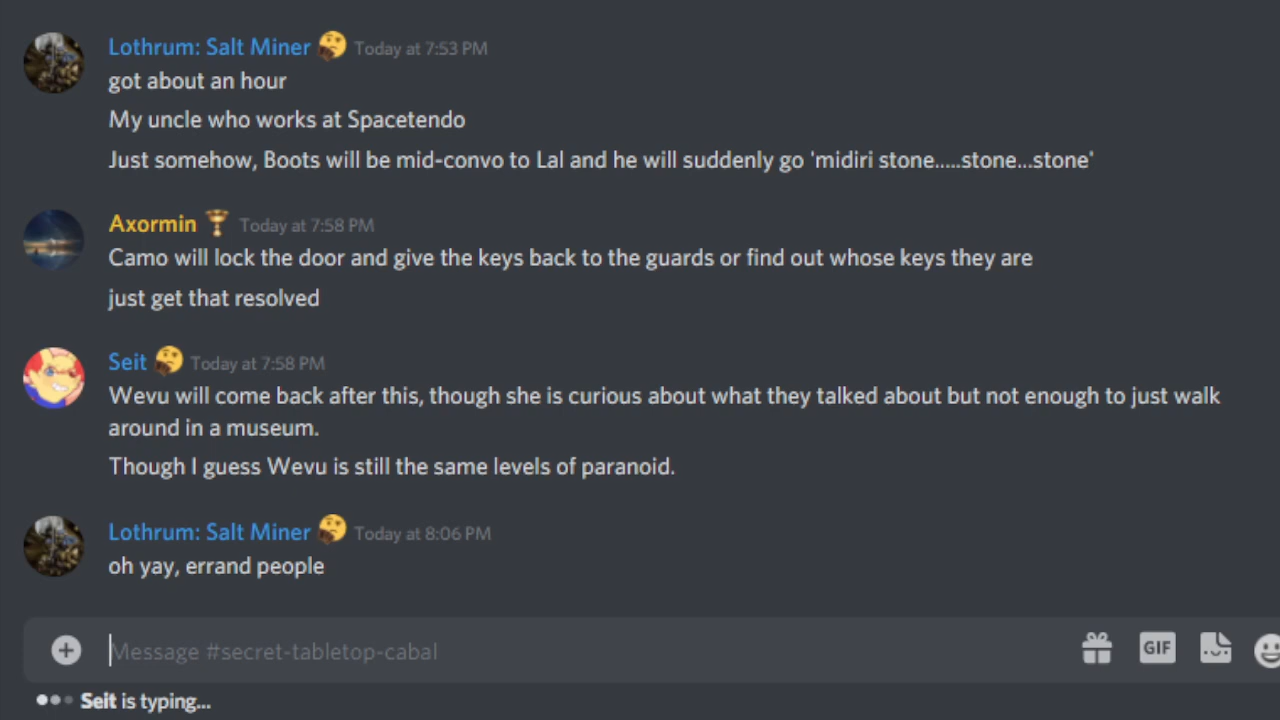 Lothrum: Salt Miner 🤔 Today at 7:53 PM
got about an hour
My uncle who works at Spacetendo
Just somehow, Boots will be mid-convo to Lal and he will suddenly go 'midiri stone.....stone...stone'
Axormin 🏆 Today at 7:58 PM
Camo will lock the door and give the keys back to the guards or find out whose keys they are
just get that resolved
Seit 🤔 Today at 7:58 PM
Wevu will come back after this, though she is curious about what they talked about but not enough to just walk
around in a museum.
Though I guess Wevu is still the same levels of paranoid.
Lothrum: Salt Miner 🤔 Today at 8:06 PM
oh yay, errand people
Message #secret-tabletop-cabal
GIF
Seit is typing...